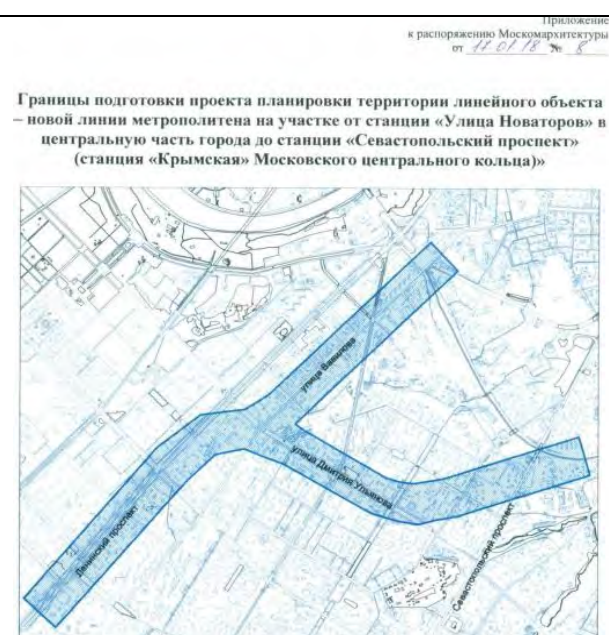 Приложение
к распоряжению Москомархитектуры
от 17.01.18 № 8
Границы подготовки проекта планировки территории линейного объекта
– новой линии метрополитена на участке от станции «Улица Новаторов» в
центральную часть города до станции «Севастопольский проспект»
(станция «Крымская» Московского центрального кольца)»
улица Вавилова
улица Дмитрия Ульянова
Ленинский проспект
Севастопольский проспект